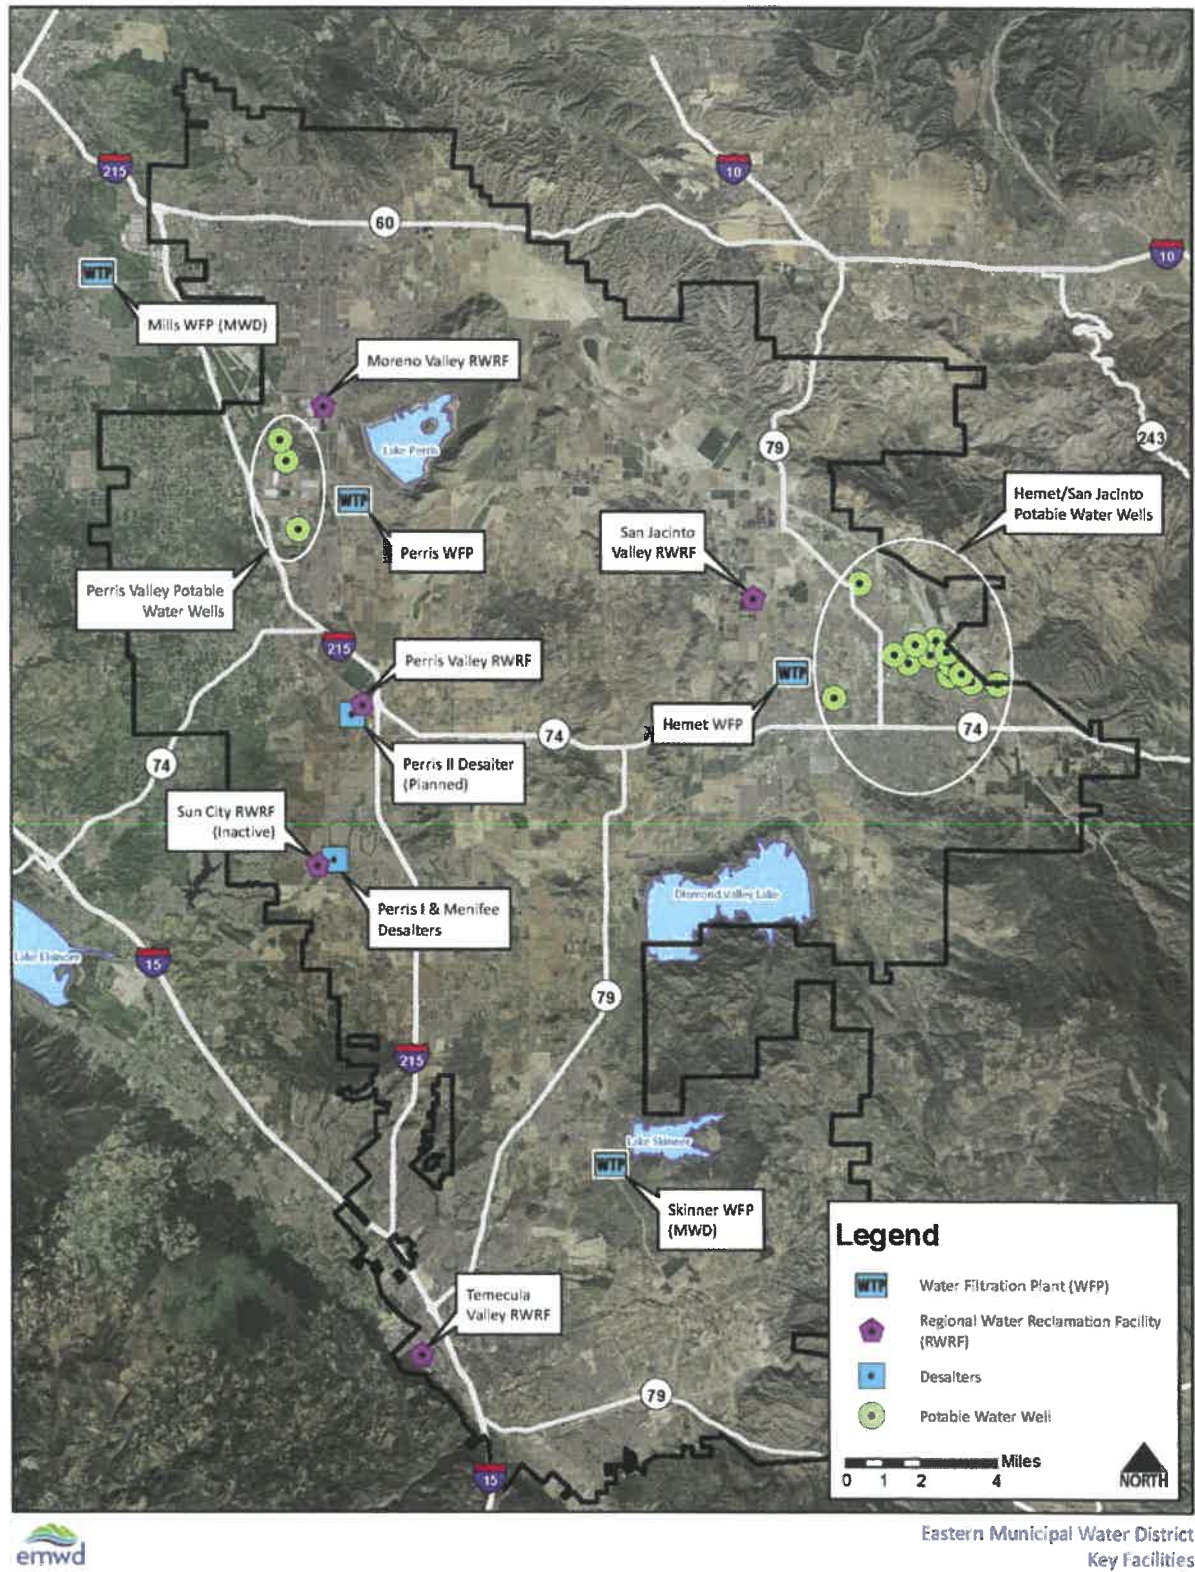 215
10
60
10
WTP
Mills WFP (MWD)
Moreno Valley RWRF
Lake Perris
79
243
WTP
Hemet/San Jacinto
Potable Water Wells
San Jacinto
Valley RWRF
Perris WFP
Perris Valley Potable
Water Wells
215
Perris Valley RWRF
WTP
Hemet WFP
74
74
74
Perris II Desalter
(Planned)
Sun City RWRF
(Inactive)
Diamond Valley Lake
Perris I & Menifee
Desalters
Lake Elsinore
15
79
215
Lake Skinner
WTP
Skinner WFP
(MWD)
Legend
WTP
Water Filtration Plant (WFP)
Regional Water Reclamation Facility
(RWRF)
Desalters
Potable Water Well
Temecula
Valley RWRF
79
15
Miles
0 1 2 4
NORTH
emwd
Eastern Municipal Water District
Key Facilities